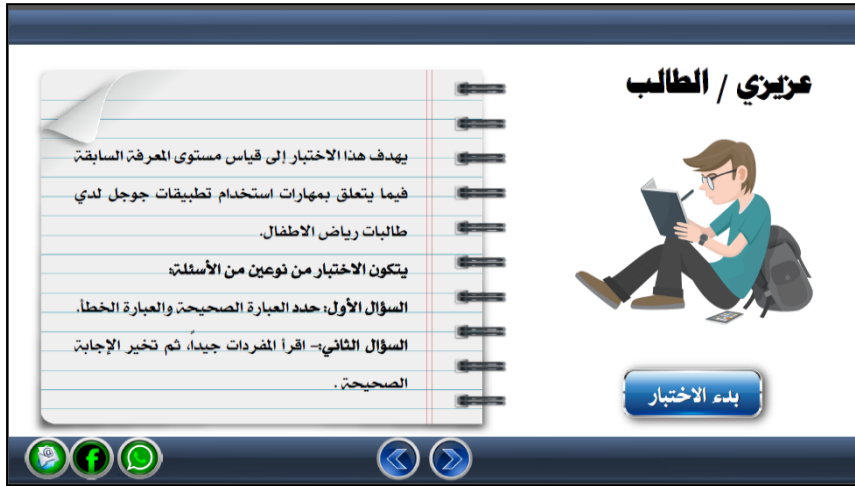 عزيزي / الطالب
يهدف هذا الاختبار إلى قياس مستوى المعرفة السابقة
فيما يتعلق بمهارات استخدام تطبيقات جوجل لدي
طالبات رياض الاطفال.
يتكون الاختبار من نوعين من الأسئلة:
السؤال الأول: حدد العبارة الصحيحة والعبارة الخطأ.
السؤال الثاني:- اقرأ المفردات جيداً، ثم تخير الإجابة
الصحيحة .
بدء الاختبار